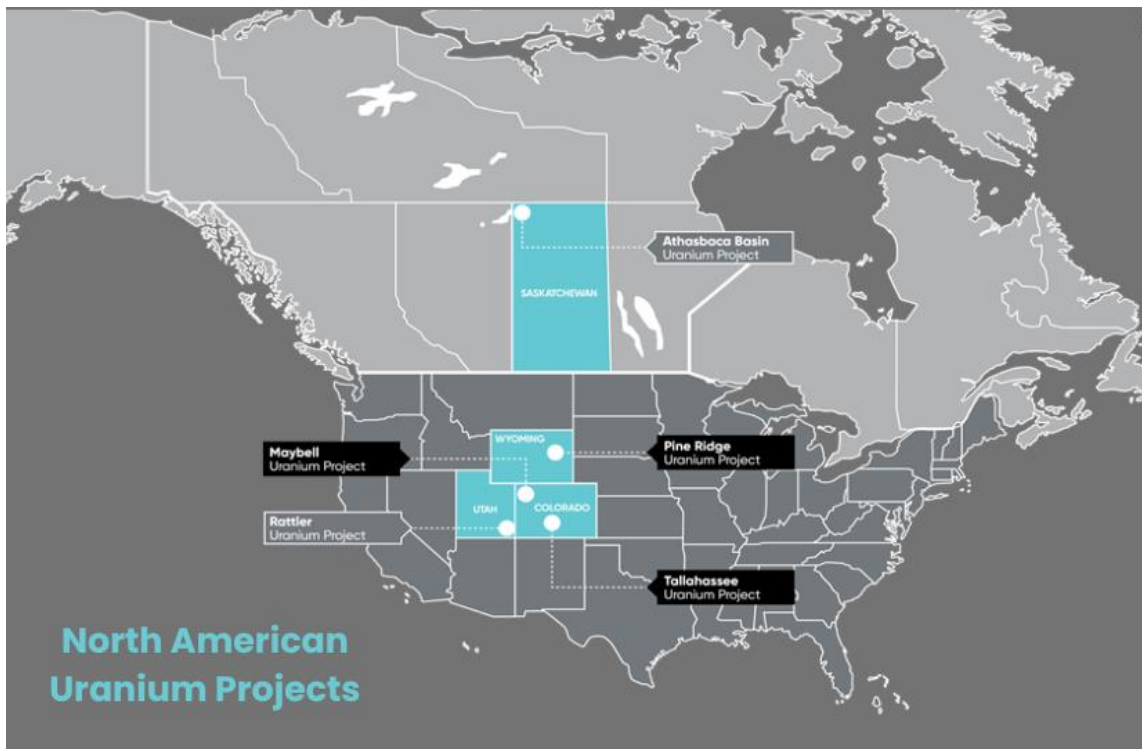 Athasbaca Basin
Uranium Project
SASKATCHEWAN
WYOMING
Maybell
Uranium Project
Pine Ridge
Uranium Project
UTAH
COLORADO
Rattler
Uranium Project
Tallahassee
Uranium Project
North American
Uranium Projects